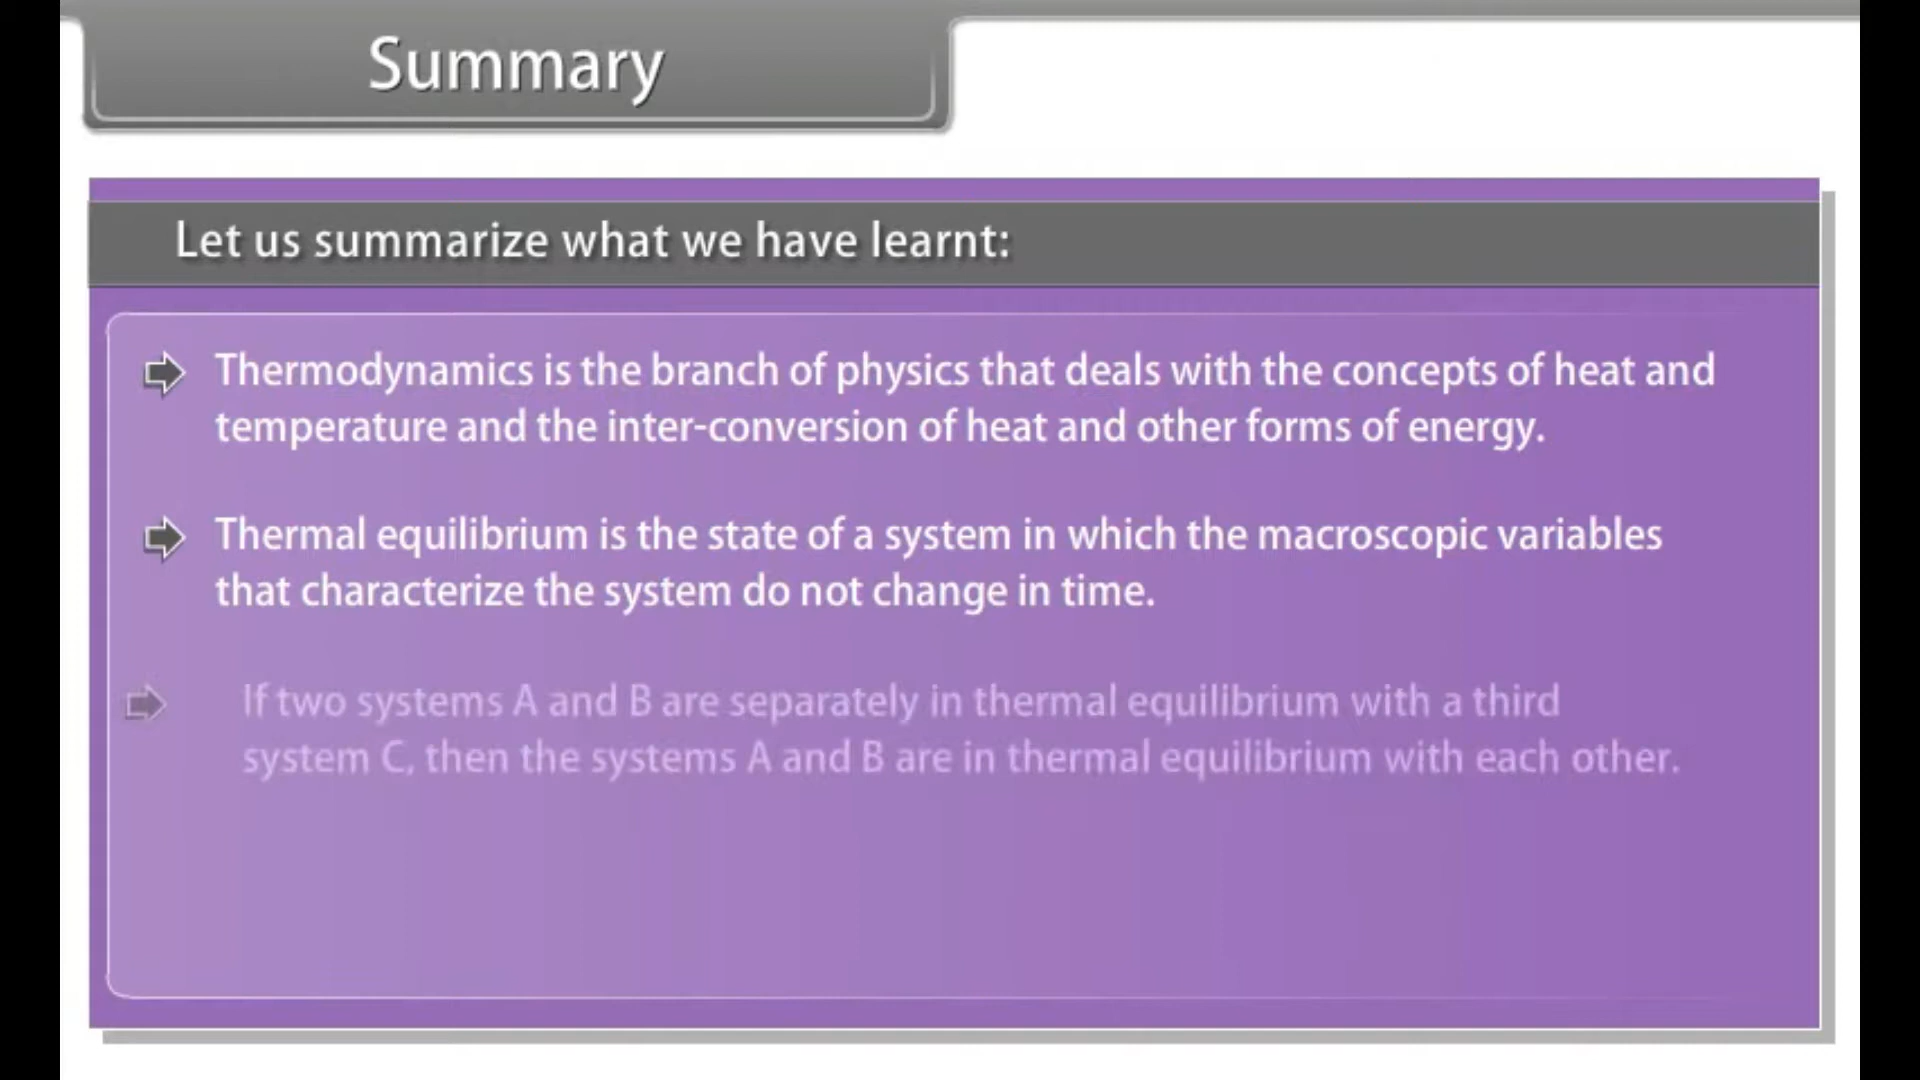 Summary
Let us summarize what we have learnt:
Thermodynamics is the branch of physics that deals with the concepts of heat and
temperature and the inter-conversion of heat and other forms of energy.
Thermal equilibrium is the state of a system in which the macroscopic variables
that characterize the system do not change in time.
If two systems A and B are separately in thermal equilibrium with a third
system C, then the systems A and B are in thermal equilibrium with each other.